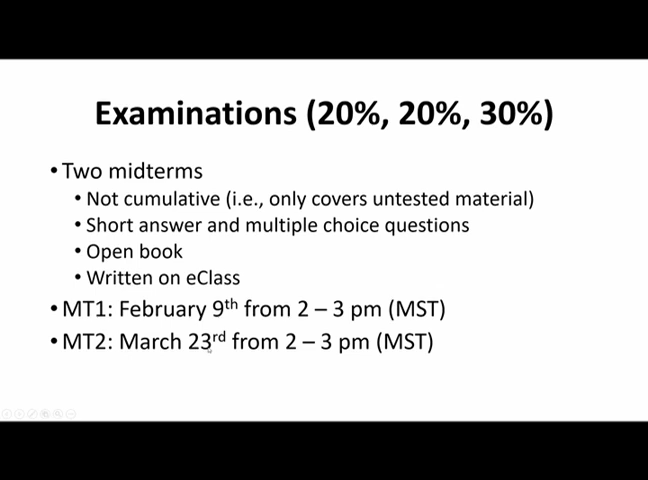 Examinations (20%, 20%, 30%)
• Two midterms
• Not cumulative (i.e., only covers untested material)
• Short answer and multiple choice questions
• Open book
• Written on eClass
• MT1: February 9th from 2 – 3 pm (MST)
• MT2: March 23rd from 2 – 3 pm (MST)